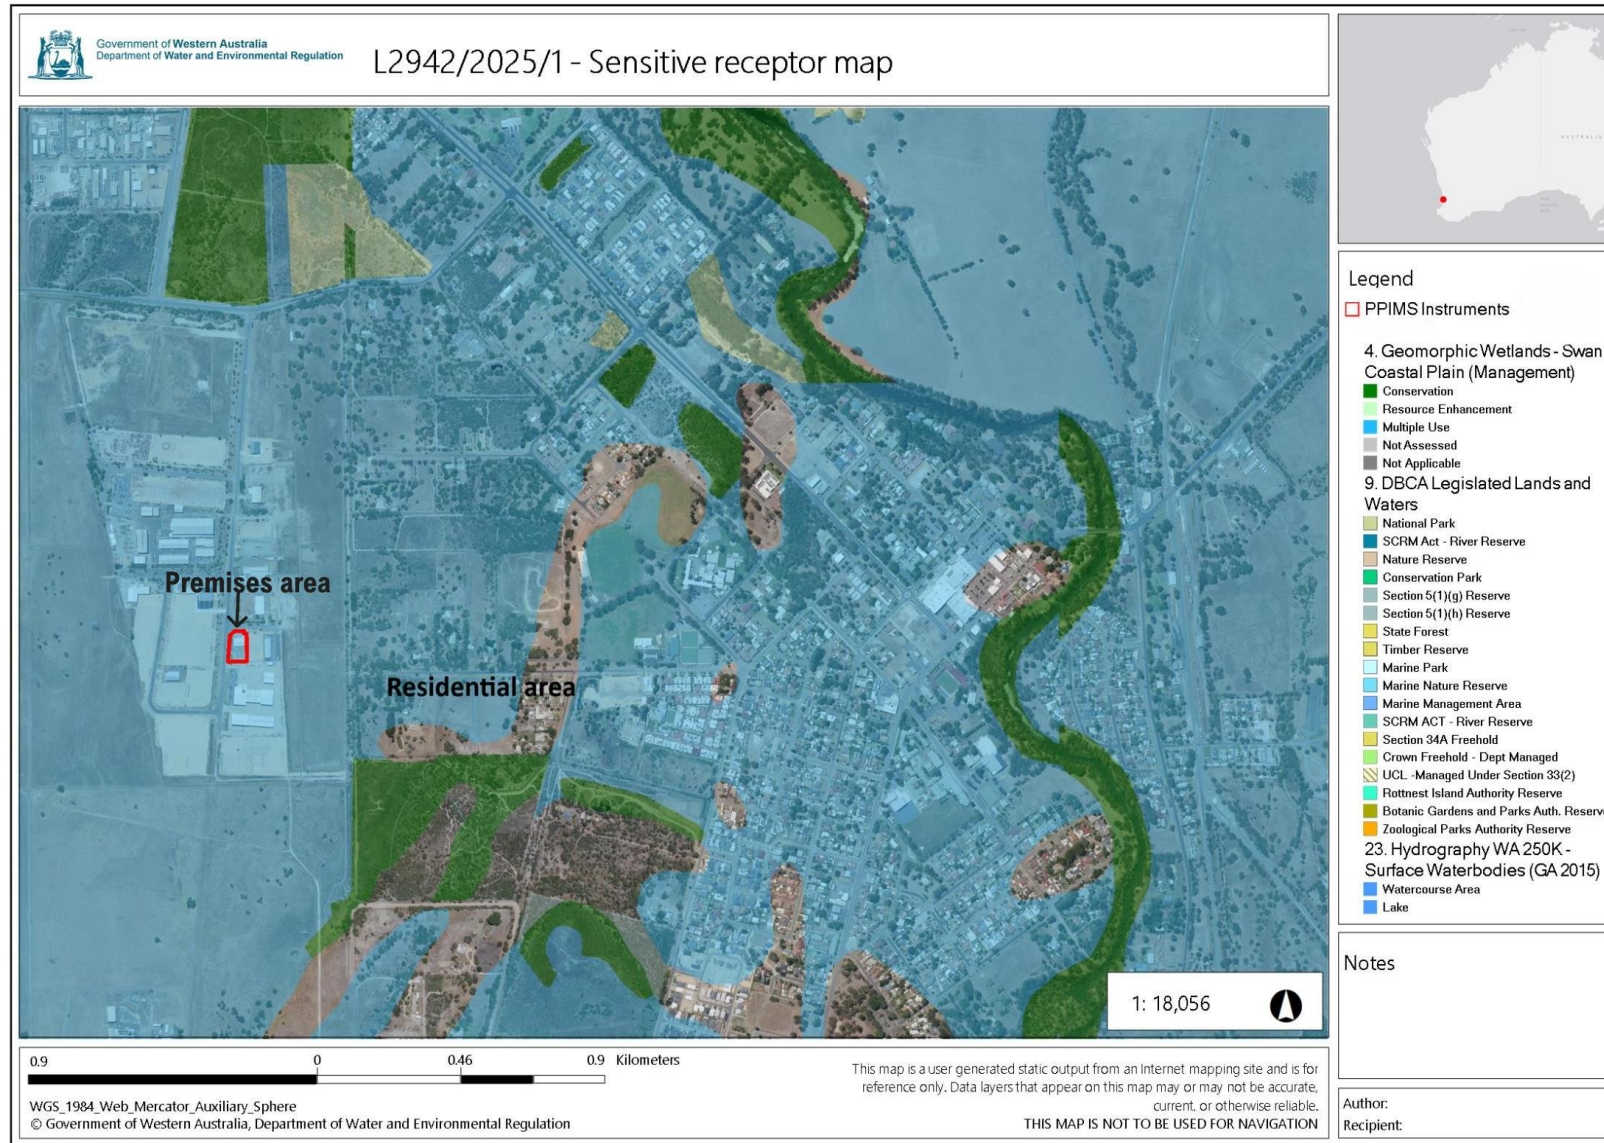 Government of Western Australia
Department of Water and Environmental Regulation
L2942/2025/1 - Sensitive receptor map
Premises area
Residential area
1: 18,056
AUSTRALIA
Legend
PPIMS Instruments
4. Geomorphic Wetlands - Swan
Coastal Plain (Management)
Conservation
Resource Enhancement
Multiple Use
Not Assessed
Not Applicable
9. DBCA Legislated Lands and
Waters
National Park
SCRM Act - River Reserve
Nature Reserve
Conservation Park
Section 5(1)(g) Reserve
Section 5(1)(h) Reserve
State Forest
Timber Reserve
Marine Park
Marine Nature Reserve
Marine Management Area
SCRM ACT - River Reserve
Section 34A Freehold
Crown Freehold - Dept Managed
UCL -Managed Under Section 33(2)
Rottnest Island Authority Reserve
Botanic Gardens and Parks Auth. Reserve
Zoological Parks Authority Reserve
23. Hydrography WA 250K -
Surface Waterbodies (GA 2015)
Watercourse Area
Lake
Notes
Author:
Recipient:
0.9 0 0.46 0.9 Kilometers
WGS_1984_Web_Mercator_Auxiliary_Sphere
© Government of Western Australia, Department of Water and Environmental Regulation
This map is a user generated static output from an Internet mapping site and is for
reference only. Data layers that appear on this map may or may not be accurate,
current, or otherwise reliable.
THIS MAP IS NOT TO BE USED FOR NAVIGATION